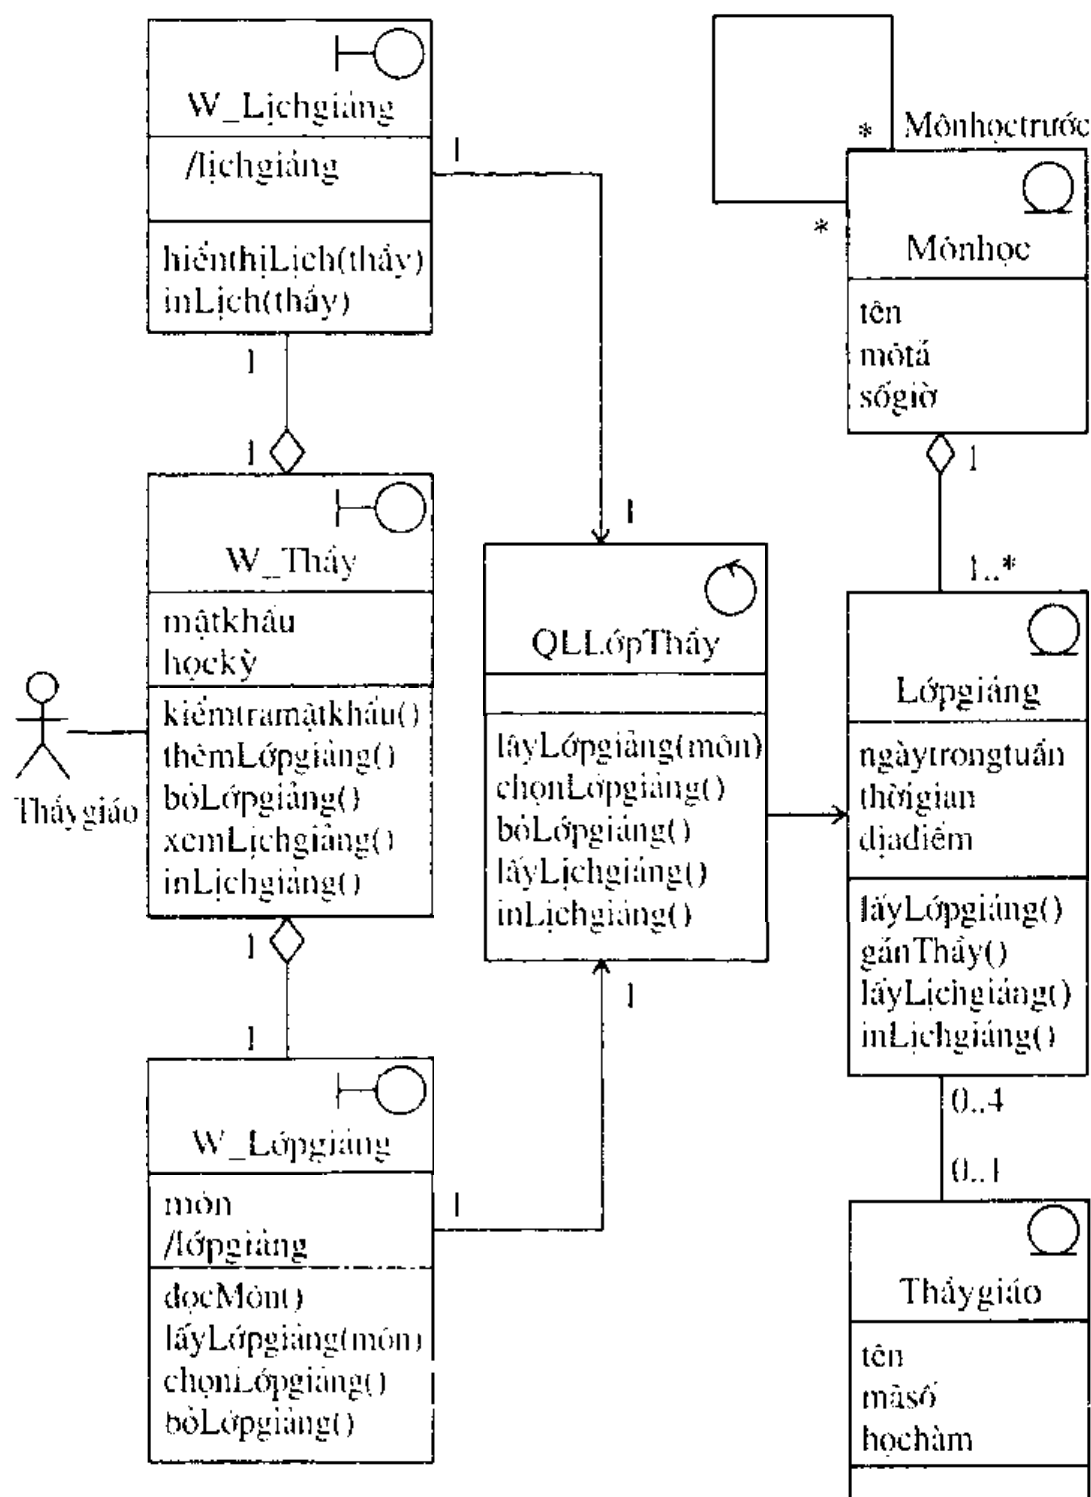 W_Lịchgiảng
/lịchgiảng
hiểnthịLịch(thầy)
inLịch(thầy)
1
1
1
1
W_Thầy
mậtkhẩu
họckỳ
kiểmtramậtkhẩu()
thêmLớpgiảng()
bỏLớpgiảng()
xemLịchgiảng()
inLịchgiảng()
Thầygiáo
1
1
W_Lớpgiảng
môn
/lớpgiảng
đọcMôn()
lấyLớpgiảng(môn)
chọnLớpgiảng()
bỏLớpgiảng()
1
1
QLLớpThầy
lấyLớpgiảng(môn)
chọnLớpgiảng()
bỏLớpgiảng()
lấyLịchgiảng()
inLịchgiảng()
* Mônhọctrước
*
Mônhọc
tên
môtả
sốgiờ
1
1..*
Lớpgiảng
ngàytrongtuần
thờigian
địađiểm
lấyLớpgiảng()
gánThầy()
lấyLịchgiảng()
inLịchgiảng()
0..4
0..1
Thầygiáo
tên
mãsố
họchàm